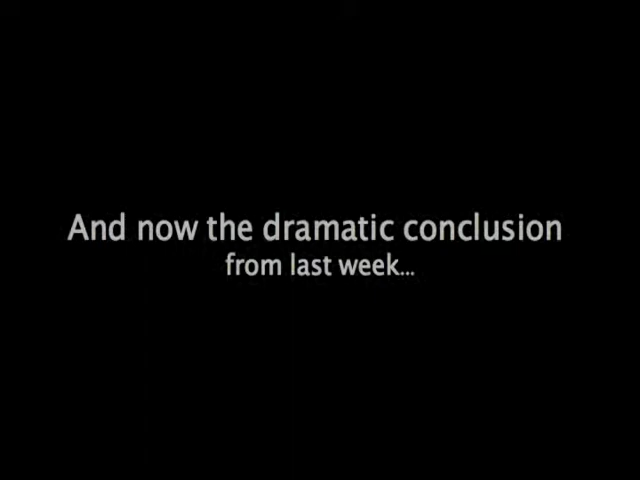 And now the dramatic conclusion
from last week...